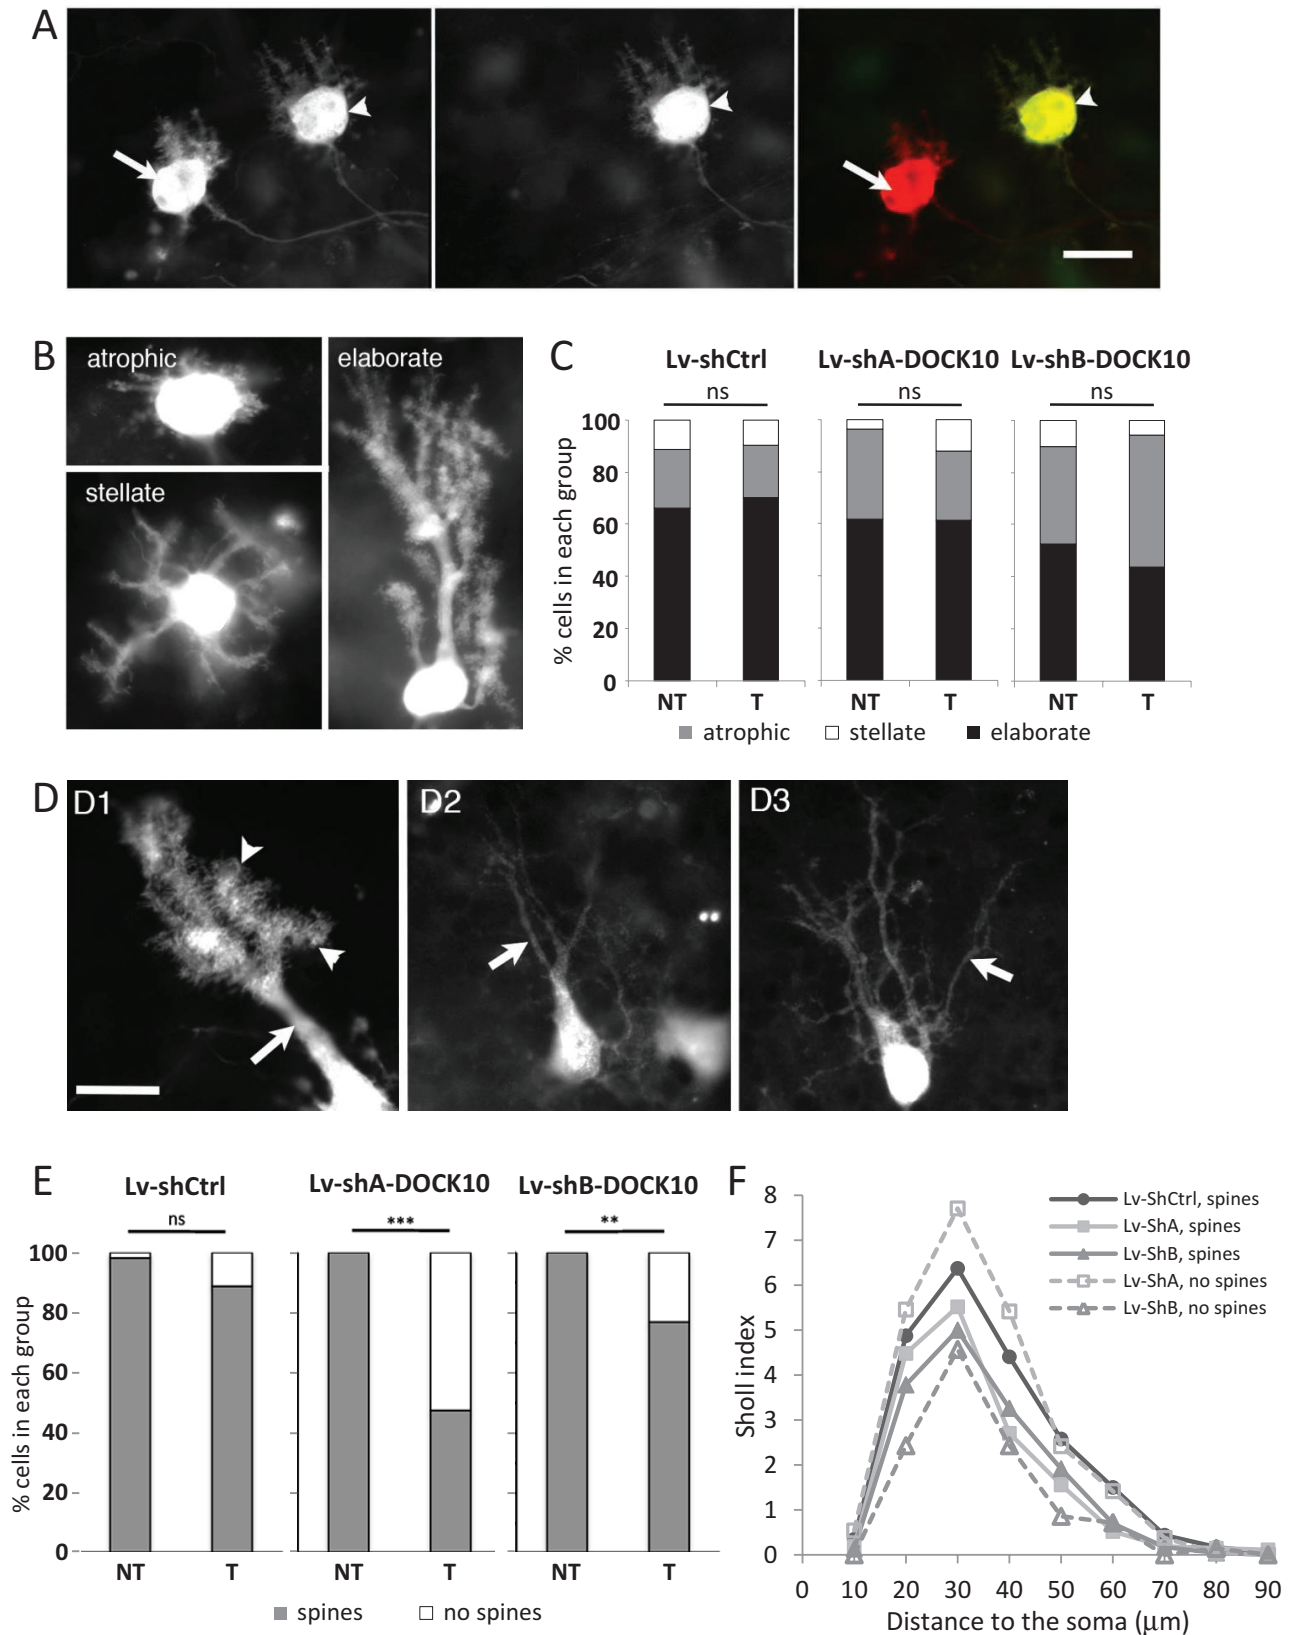 A
B
atrophic
elaborate
stellate
C
Lv-shCtrl
Lv-shA-DOCK10
Lv-shB-DOCK10
ns
ns
ns
% cells in each group
100
80
60
40
20
0
NT
T
NT
T
NT
T
atrophic
stellate
elaborate
D
D1
D2
D3
E
Lv-shCtrl
Lv-shA-DOCK10
Lv-shB-DOCK10
ns
***
**
% cells in each group
100
80
60
40
20
0
NT
T
NT
T
NT
T
spines
no spines
F
Sholl index
8
7
6
5
4
3
2
1
0
Lv-ShCtrl, spines
Lv-ShA, spines
Lv-ShB, spines
Lv-ShA, no spines
Lv-ShB, no spines
0 10 20 30 40 50 60 70 80 90
Distance to the soma (μm)